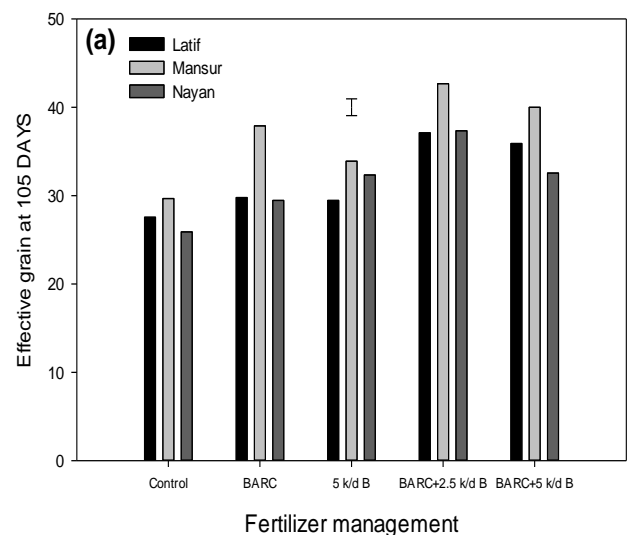 (a)
Latif
Mansur
Nayan
Effective grain at 105 DAYS
50
40
30
20
10
0
Control BARC 5 k/d B BARC+2.5 k/d B BARC+5 k/d B
Fertilizer management